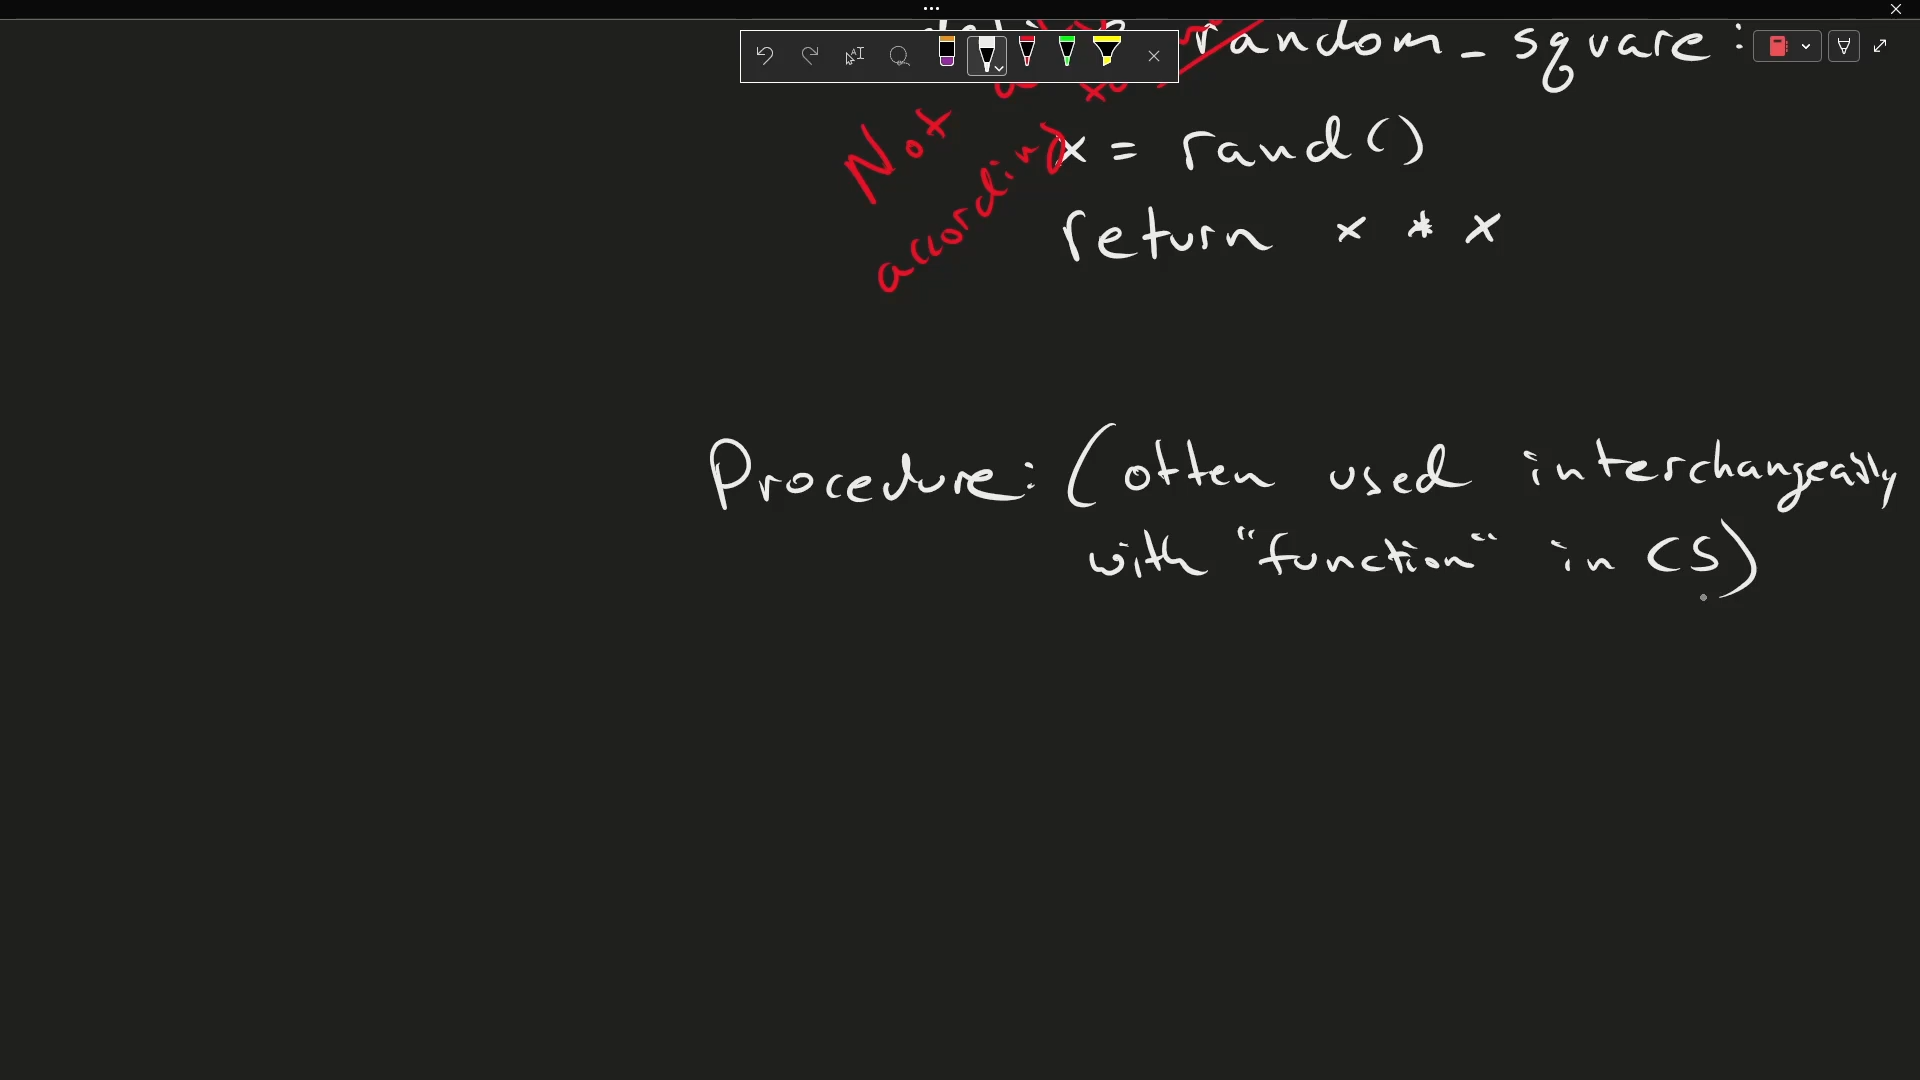 random_square:
Not
according
x = rand()
return x * x
Procedure: (often used interchangeably
with "function" in CS)